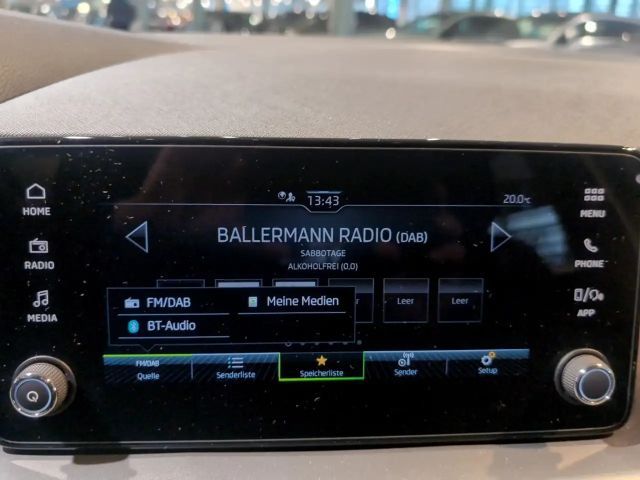 13:43
20.0°C
HOME
RADIO
MEDIA
BALLERMANN RADIO (DAB)
SABBOTAGE
ALKOHOLFREI (0,0)
FM/DAB
Meine Medien
BT-Audio
Leer
Leer
FM/DAB
Quelle
Senderliste
Speicherliste
Sender
Setup
MENU
PHONE
APP